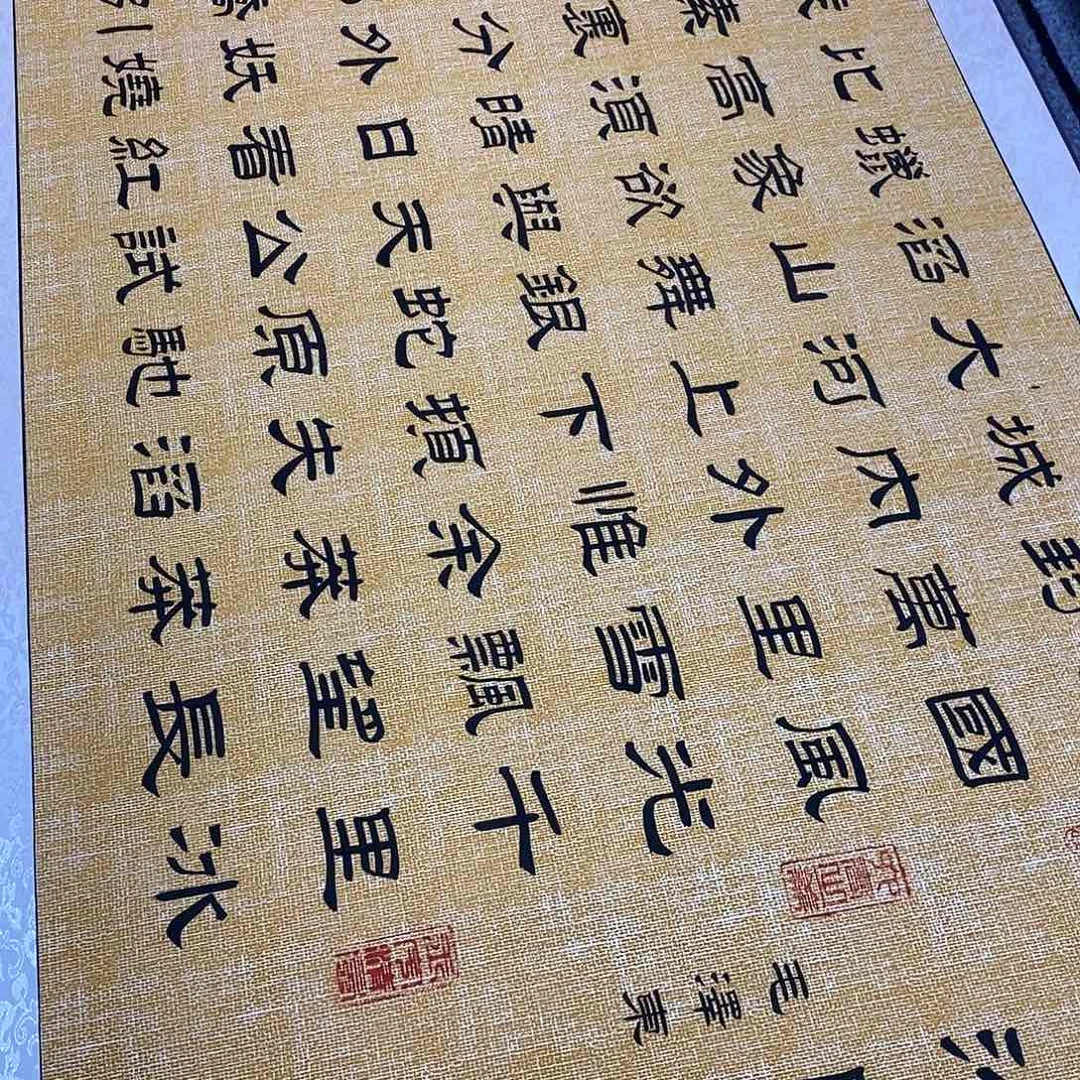 毛澤東
國風光千里冰
封萬里雪飄望長
城內外惟余莽莽
大河上下頓失滔
滔山舞銀蛇原馳
蠟象欲與天公試
比高須晴日看紅
素裹分外妖嬈